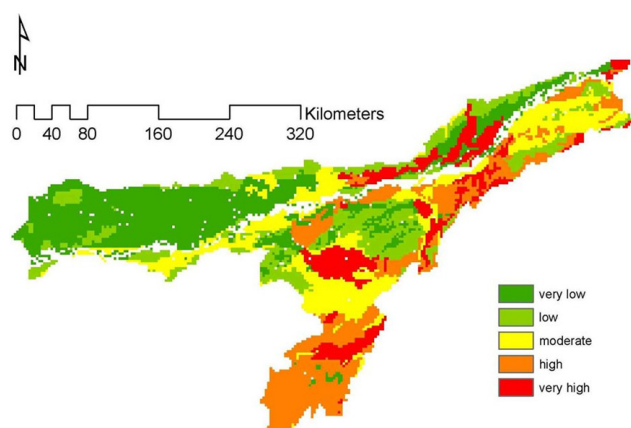 N
Kilometers
0 40 80 160 240 320
very low
low
moderate
high
very high